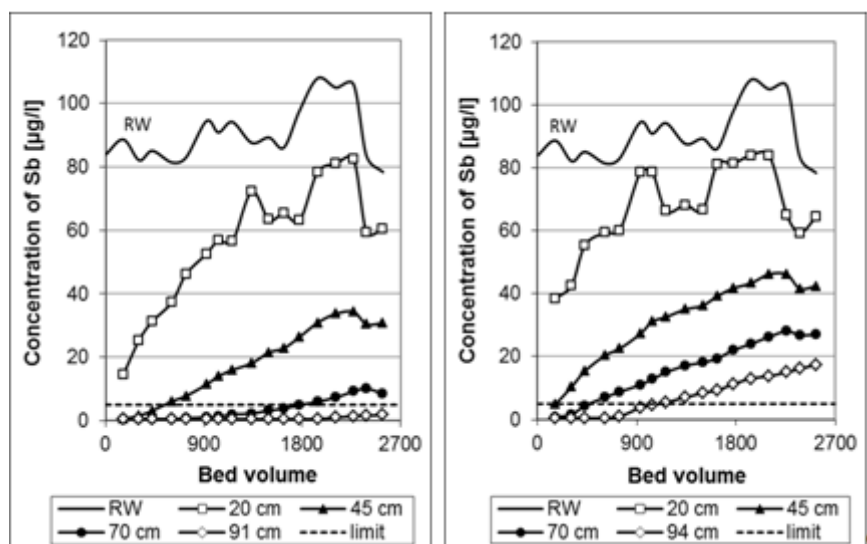 120
100
80
60
40
20
0
Concentration of Sb [µg/l]
RW
0 900 1800 2700
Bed volume
RW 20 cm 45 cm
70 cm 91 cm limit
120
100
80
60
40
20
0
Concentration of Sb [µg/l]
RW
0 900 1800 2700
Bed volume
RW 20 cm 45 cm
70 cm 94 cm limit